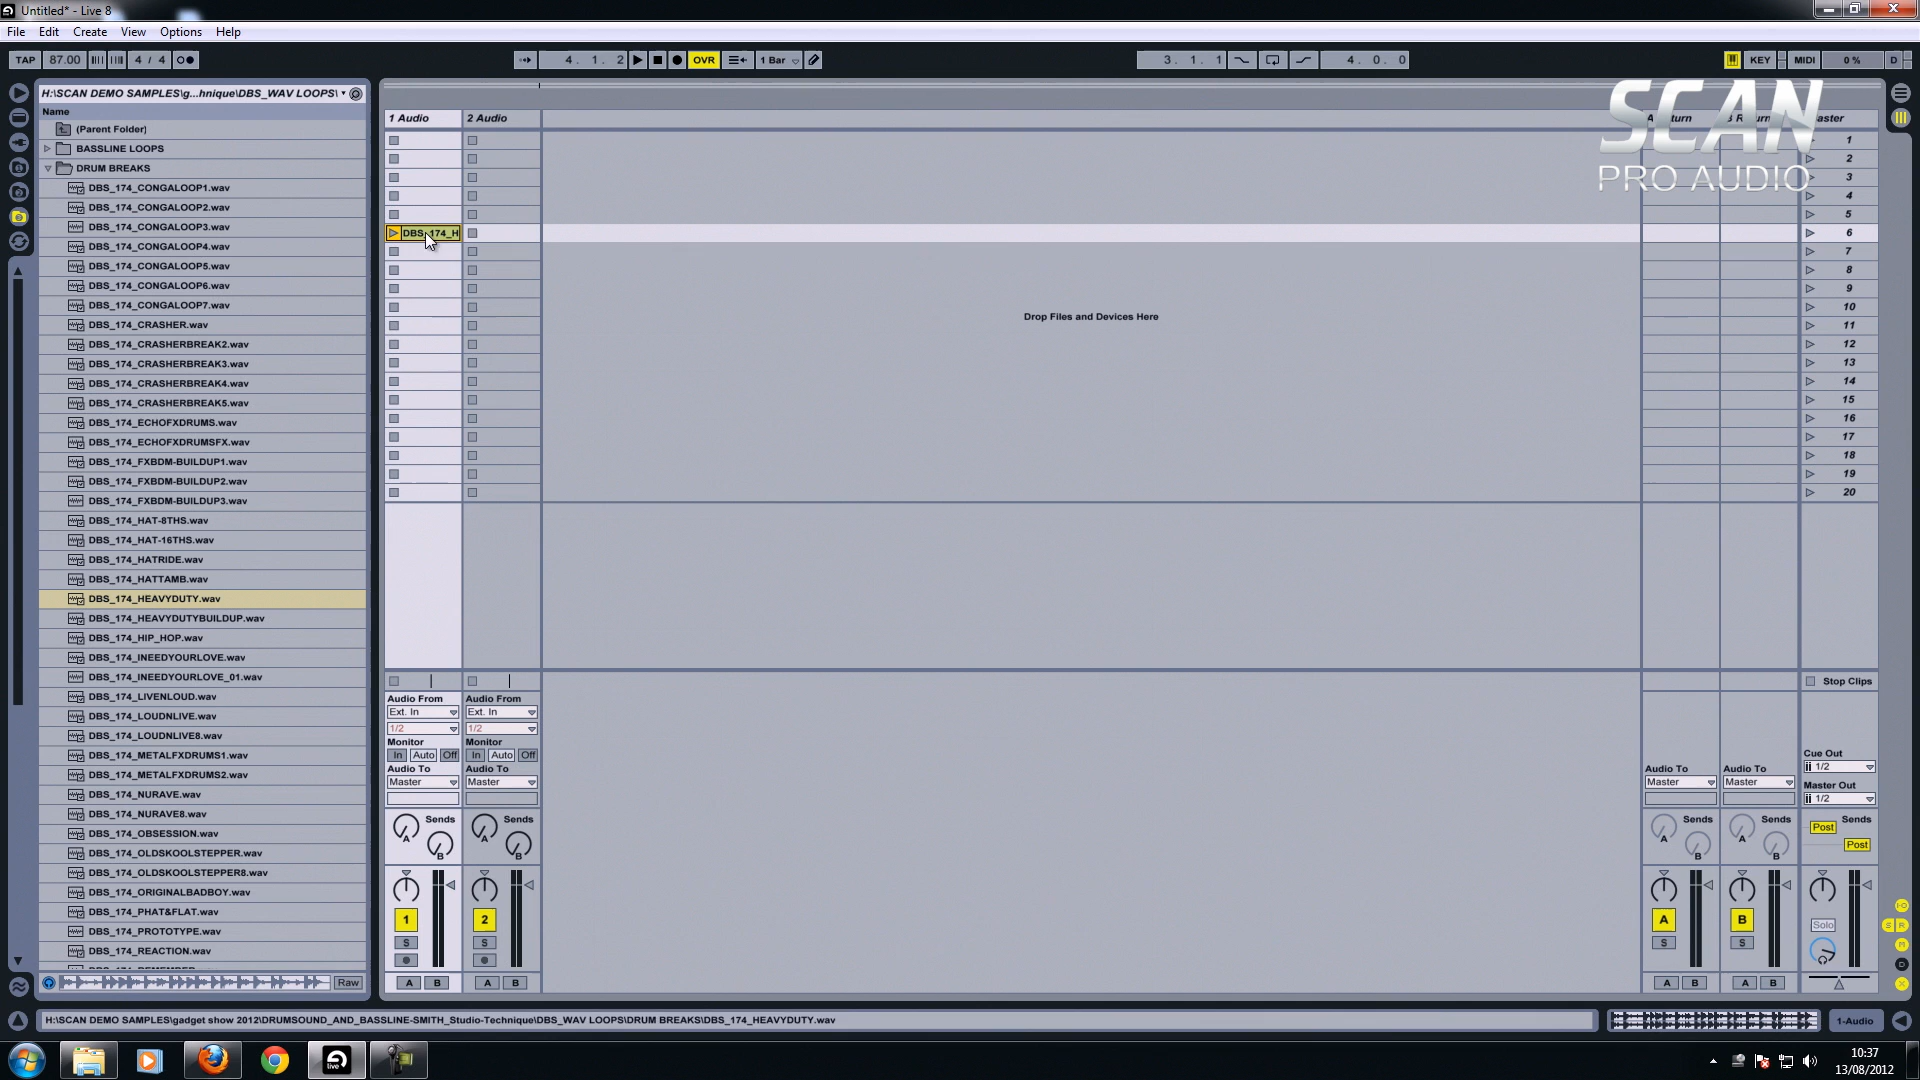 Untitled* - Live 8
File Edit Create View Options Help
TAP 87.00 4 / 4 4. 1. 2 OVR 1 Bar 3. 1. 1 4. 0. 0 KEY MIDI 0 % D
H:\SCAN DEMO SAMPLES\g...hnique\DBS_WAV LOOPS\
Name
(Parent Folder)
BASSLINE LOOPS
DRUM BREAKS
DBS_174_CONGALOOP1.wav
DBS_174_CONGALOOP2.wav
DBS_174_CONGALOOP3.wav
DBS_174_CONGALOOP4.wav
DBS_174_CONGALOOP5.wav
DBS_174_CONGALOOP6.wav
DBS_174_CONGALOOP7.wav
DBS_174_CRASHER.wav
DBS_174_CRASHERBREAK2.wav
DBS_174_CRASHERBREAK3.wav
DBS_174_CRASHERBREAK4.wav
DBS_174_CRASHERBREAK5.wav
DBS_174_ECHOFXDRUMS.wav
DBS_174_ECHOFXDRUMSFX.wav
DBS_174_FXBDM-BUILDUP1.wav
DBS_174_FXBDM-BUILDUP2.wav
DBS_174_FXBDM-BUILDUP3.wav
DBS_174_HAT-8THS.wav
DBS_174_HAT-16THS.wav
DBS_174_HATRIDE.wav
DBS_174_HATTAMB.wav
DBS_174_HEAVYDUTY.wav
DBS_174_HEAVYDUTYBUILDUP.wav
DBS_174_HIP_HOP.wav
DBS_174_INEEDYOURLOVE.wav
DBS_174_INEEDYOURLOVE_01.wav
DBS_174_LIVENLOUD.wav
DBS_174_LOUDNLIVE.wav
DBS_174_LOUDNLIVE8.wav
DBS_174_METALFXDRUMS1.wav
DBS_174_METALFXDRUMS2.wav
DBS_174_NURAVE.wav
DBS_174_NURAVE8.wav
DBS_174_OBSESSION.wav
DBS_174_OLDSKOOLSTEPPER.wav
DBS_174_OLDSKOOLSTEPPER8.wav
DBS_174_ORIGINALBADBOY.wav
DBS_174_PHAT&FLAT.wav
DBS_174_PROTOTYPE.wav
DBS_174_REACTION.wav
Raw
1 Audio 2 Audio
SCAN
PRO AUDIO
1
2
3
4
5
DBS_174_H 6
7
8
9
10
Drop Files and Devices Here
11
12
13
14
15
16
17
18
19
20
Stop Clips
Audio From Audio From
Ext. In Ext. In
1/2 1/2
Monitor Monitor
In Auto Off In Auto Off
Audio To Audio To Audio To Audio To
Master Master Master Master
Cue Out
1/2
Master Out
1/2
Sends Sends Sends Sends Sends
A A A A Post
B B B B Post
1 2 A B
S S S S Solo
A B A B A B A B
H:\SCAN DEMO SAMPLES\gadget show 2012\DRUMSOUND_AND_BASSLINE-SMITH_Studio-Technique\DBS_WAV LOOPS\DRUM BREAKS\DBS_174_HEAVYDUTY.wav
1-Audio
live
10:37
13/08/2012